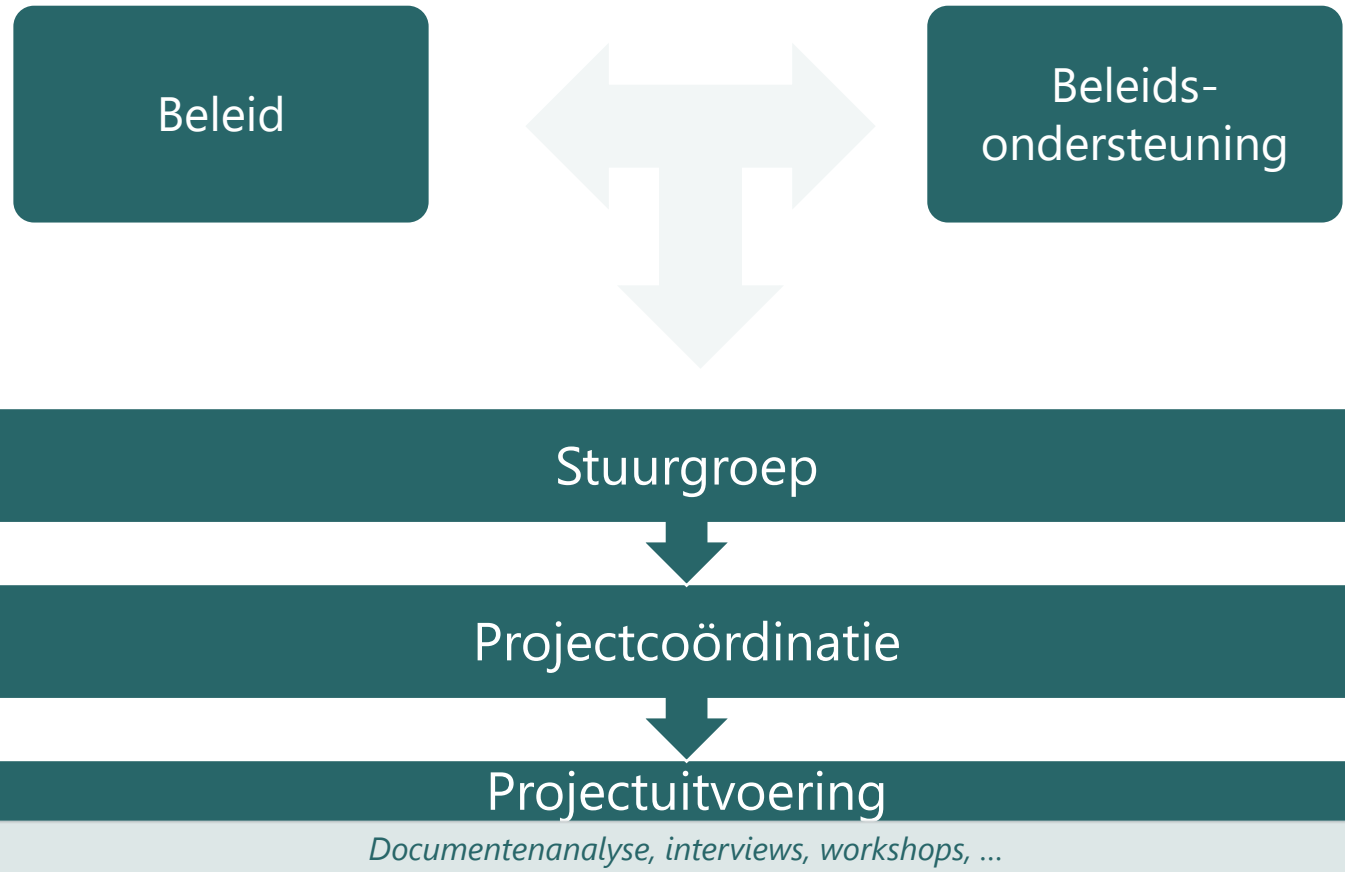 Beleid
Beleids-
ondersteuning
Stuurgroep
Projectcoördinatie
Projectuitvoering
Documentenanalyse, interviews, workshops, ...